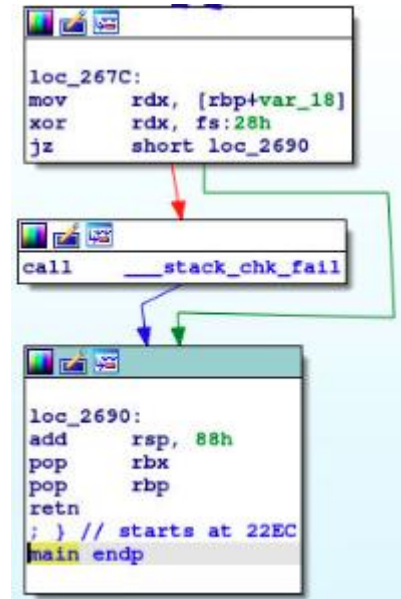 loc_267C:
mov rdx, [rbp+var_18]
xor rdx, fs:28h
jz short loc_2690
call ___stack_chk_fail
loc_2690:
add rsp, 88h
pop rbx
pop rbp
retn
; } // starts at 22EC
main endp